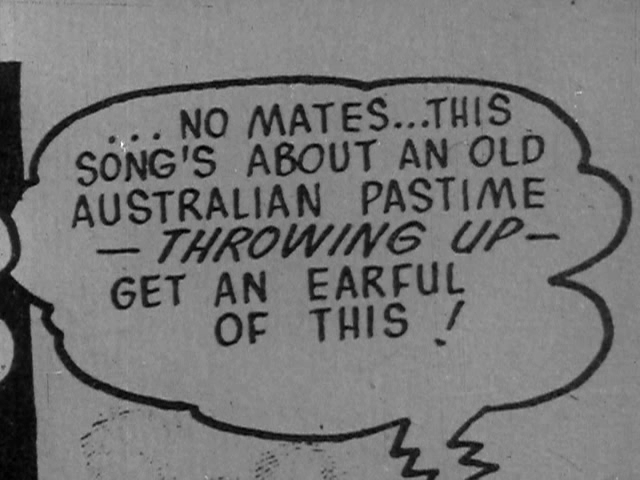 ... NO MATES...THIS
SONG'S ABOUT AN OLD
AUSTRALIAN PASTIME
— THROWING UP —
GET AN EARFUL
OF THIS !